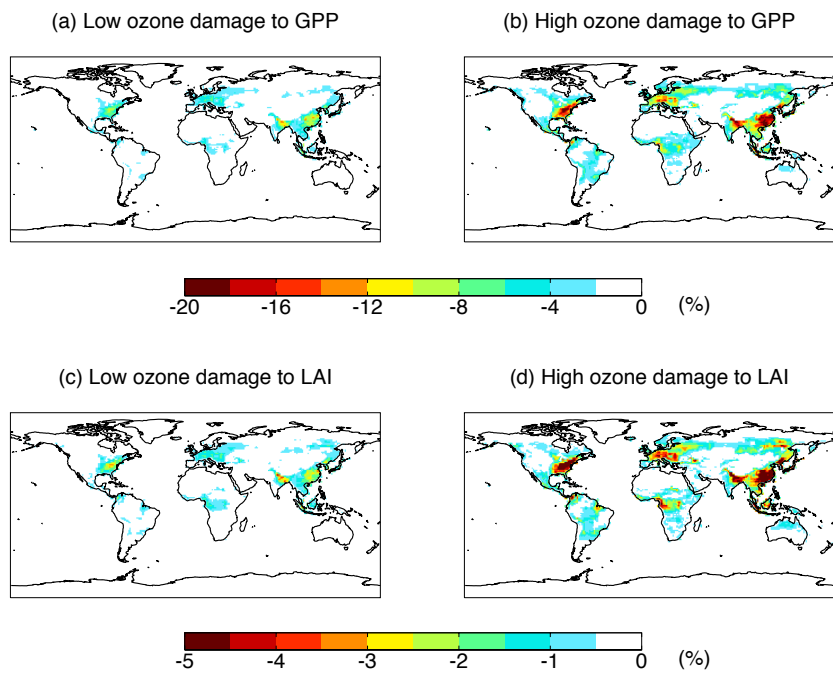 (a) Low ozone damage to GPP
(b) High ozone damage to GPP
-20 -16 -12 -8 -4 0 (%)
(c) Low ozone damage to LAI
(d) High ozone damage to LAI
-5 -4 -3 -2 -1 0 (%)